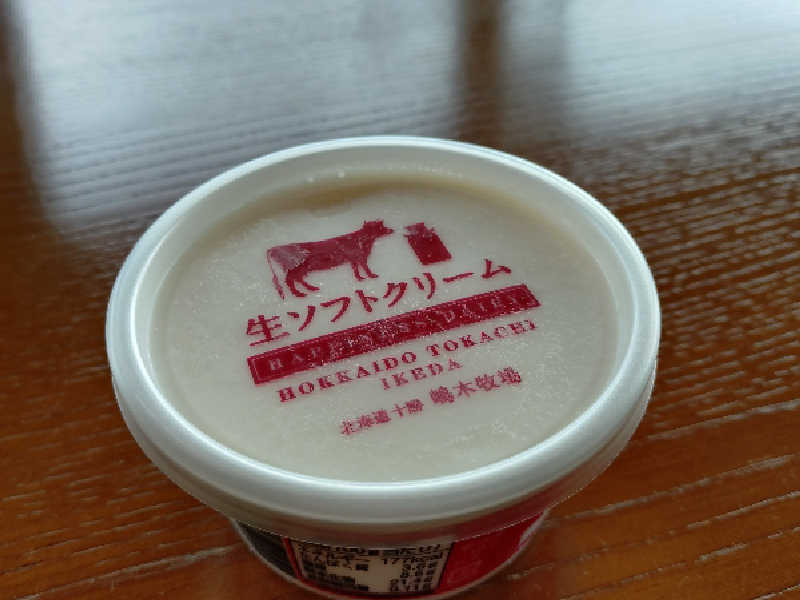 生ソフトクリーム
HAPPINESS DAIRY
HOKKAIDO TOKACHI
IKEDA
北海道十勝 嶋木牧場